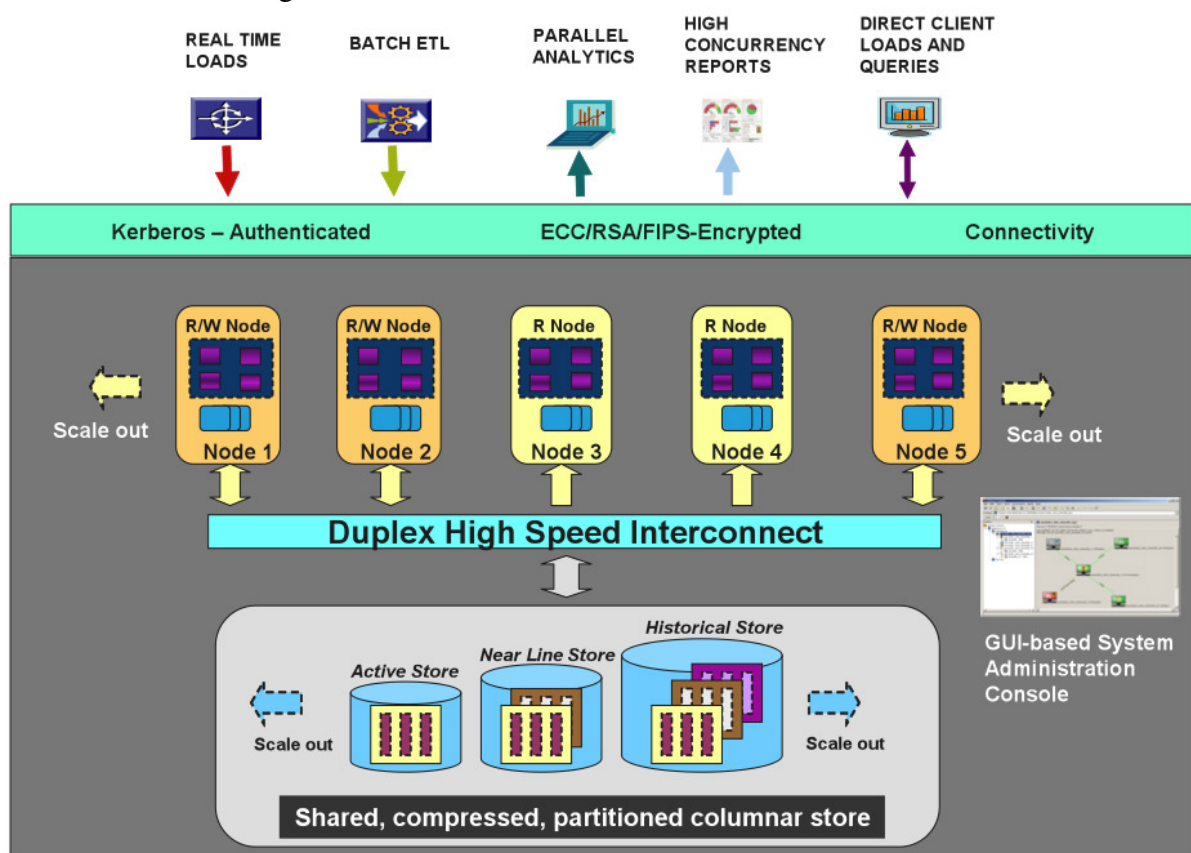 REAL TIME
LOADS
BATCH ETL
PARALLEL
ANALYTICS
HIGH
CONCURRENCY
REPORTS
DIRECT CLIENT
LOADS AND
QUERIES
Kerberos – Authenticated
ECC/RSA/FIPS-Encrypted
Connectivity
R/W Node
R/W Node
R Node
R Node
R/W Node
Scale out
Node 1
Node 2
Node 3
Node 4
Node 5
Scale out
Duplex High Speed Interconnect
GUI-based System
Administration
Console
Active Store
Near Line Store
Historical Store
Scale out
Scale out
Shared, compressed, partitioned columnar store